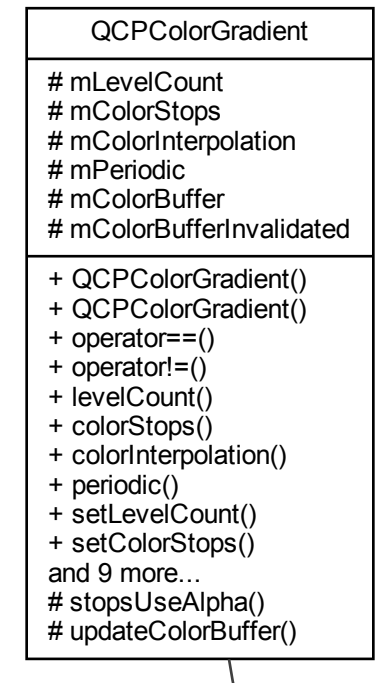 QCPColorGradient
# mLevelCount
# mColorStops
# mColorInterpolation
# mPeriodic
# mColorBuffer
# mColorBufferInvalidated
+ QCPColorGradient()
+ QCPColorGradient()
+ operator==()
+ operator!=()
+ levelCount()
+ colorStops()
+ colorInterpolation()
+ periodic()
+ setLevelCount()
+ setColorStops()
and 9 more...
# stopsUseAlpha()
# updateColorBuffer()